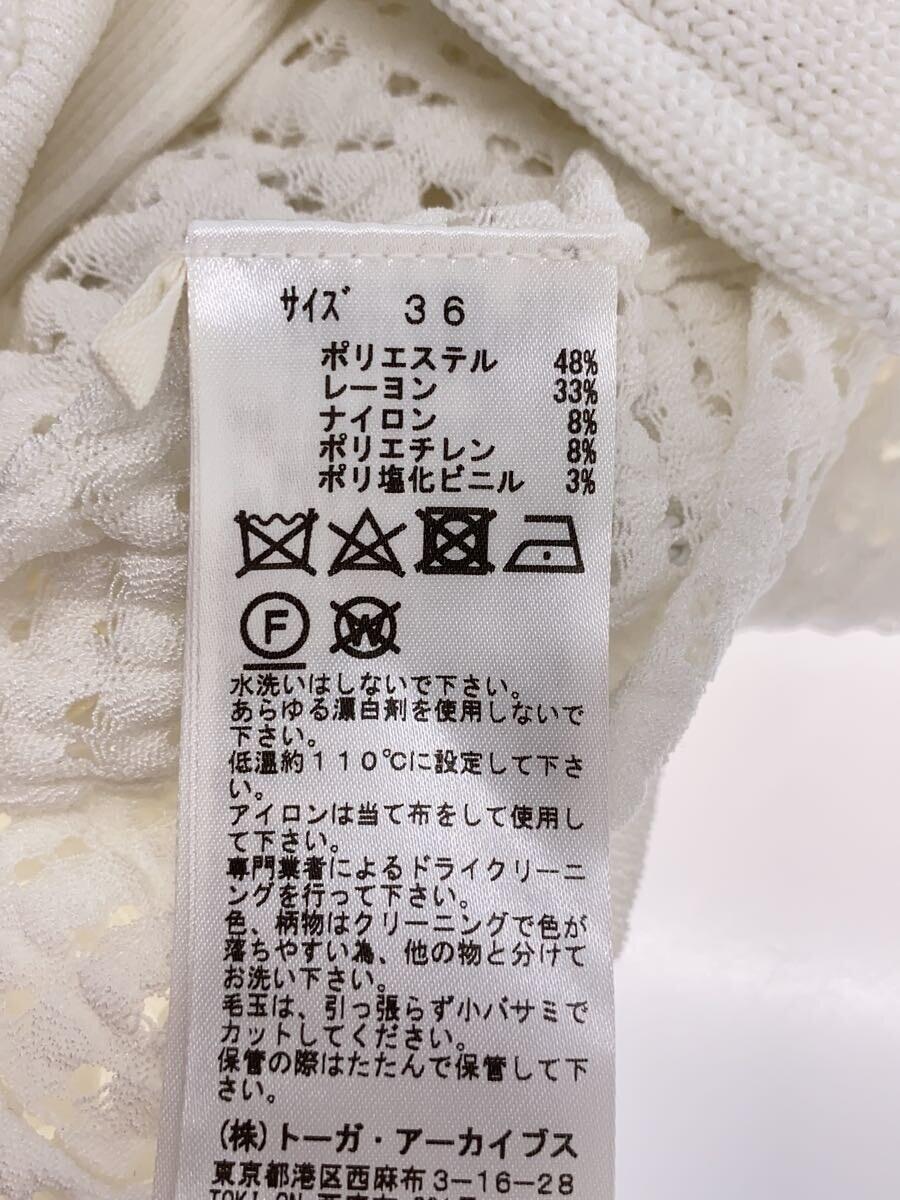 サイズ 36
ポリエステル 48%
レーヨン 33%
ナイロン 8%
ポリエチレン 8%
ポリ塩化ビニル 3%
F W
水洗いはしないで下さい。
あらゆる漂白剤を使用しないで
下さい。
低温約110℃に設定して下さ
い。
アイロンは当て布をして使用し
て下さい。
専門業者によるドライクリーニ
ングを行って下さい。
色、柄物はクリーニングで色が
落ちやすい為、他の物と分けて
お洗い下さい。
毛玉は、引っ張らず小バサミで
カットしてください。
保管の際はたたんで保管して下
さい。
(株)トーガ・アーカイブス
東京都港区西麻布3-16-28